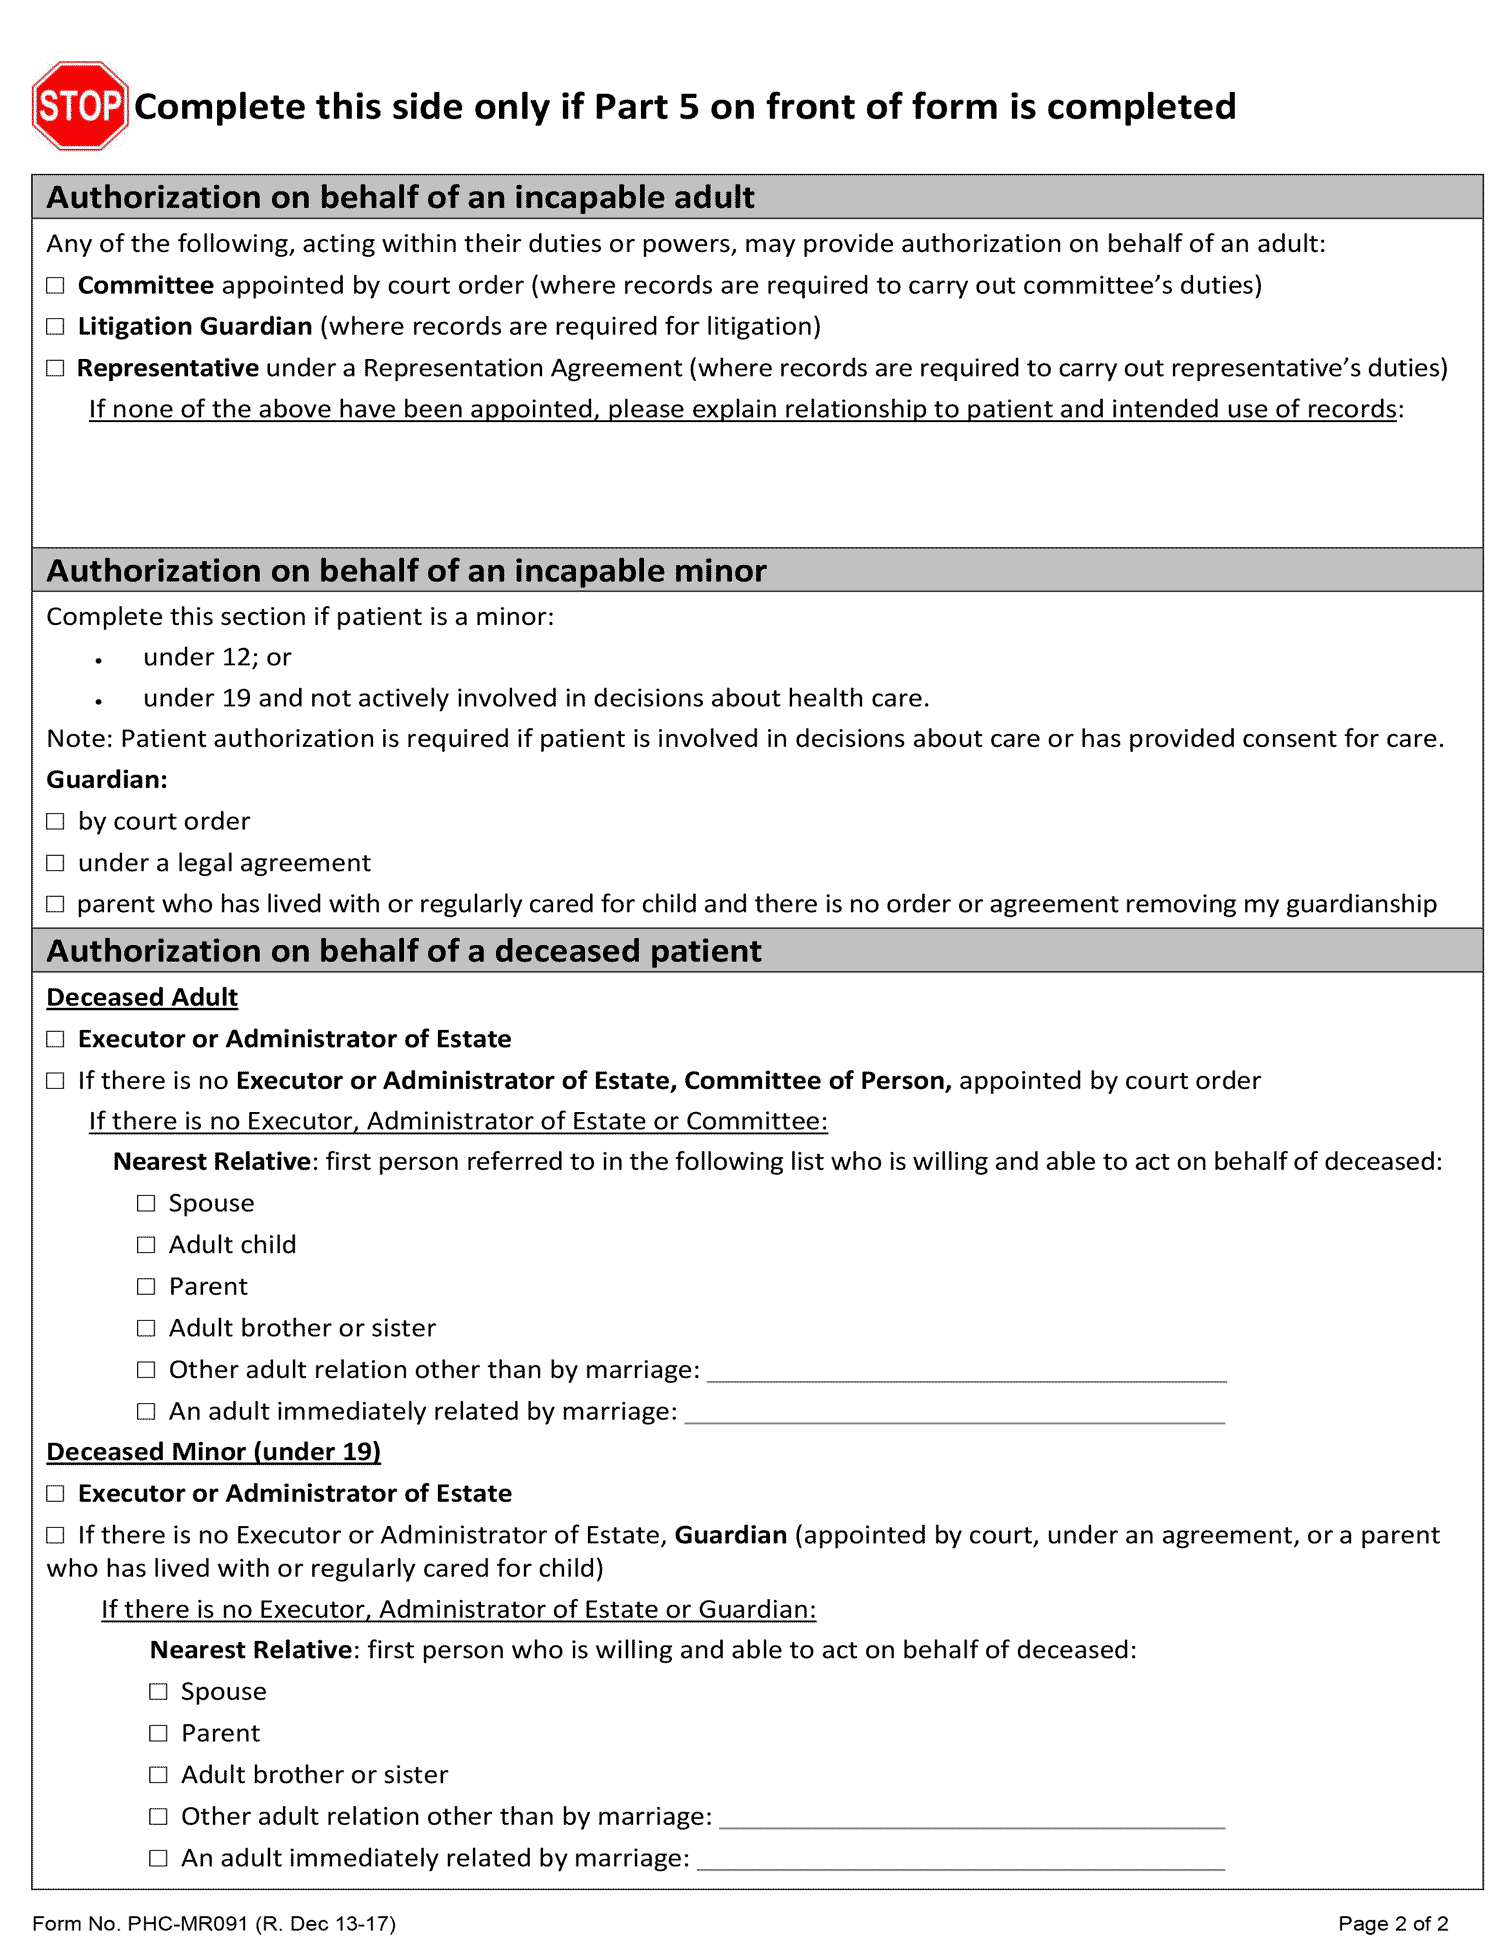 STOP Complete this side only if Part 5 on front of form is completed
Authorization on behalf of an incapable adult
Any of the following, acting within their duties or powers, may provide authorization on behalf of an adult:
☐ Committee appointed by court order (where records are required to carry out committee’s duties)
☐ Litigation Guardian (where records are required for litigation)
☐ Representative under a Representation Agreement (where records are required to carry out representative’s duties)
If none of the above have been appointed, please explain relationship to patient and intended use of records:
Authorization on behalf of an incapable minor
Complete this section if patient is a minor:
• under 12; or
• under 19 and not actively involved in decisions about health care.
Note: Patient authorization is required if patient is involved in decisions about care or has provided consent for care.
Guardian:
☐ by court order
☐ under a legal agreement
☐ parent who has lived with or regularly cared for child and there is no order or agreement removing my guardianship
Authorization on behalf of a deceased patient
Deceased Adult
☐ Executor or Administrator of Estate
☐ If there is no Executor or Administrator of Estate, Committee of Person, appointed by court order
If there is no Executor, Administrator of Estate or Committee:
Nearest Relative: first person referred to in the following list who is willing and able to act on behalf of deceased:
☐ Spouse
☐ Adult child
☐ Parent
☐ Adult brother or sister
☐ Other adult relation other than by marriage: ____
☐ An adult immediately related by marriage: ____
Deceased Minor (under 19)
☐ Executor or Administrator of Estate
☐ If there is no Executor or Administrator of Estate, Guardian (appointed by court, under an agreement, or a parent
who has lived with or regularly cared for child)
If there is no Executor, Administrator of Estate or Guardian:
Nearest Relative: first person who is willing and able to act on behalf of deceased:
☐ Spouse
☐ Parent
☐ Adult brother or sister
☐ Other adult relation other than by marriage: ____
☐ An adult immediately related by marriage: ____
Form No. PHC-MR091 (R. Dec 13-17) Page 2 of 2